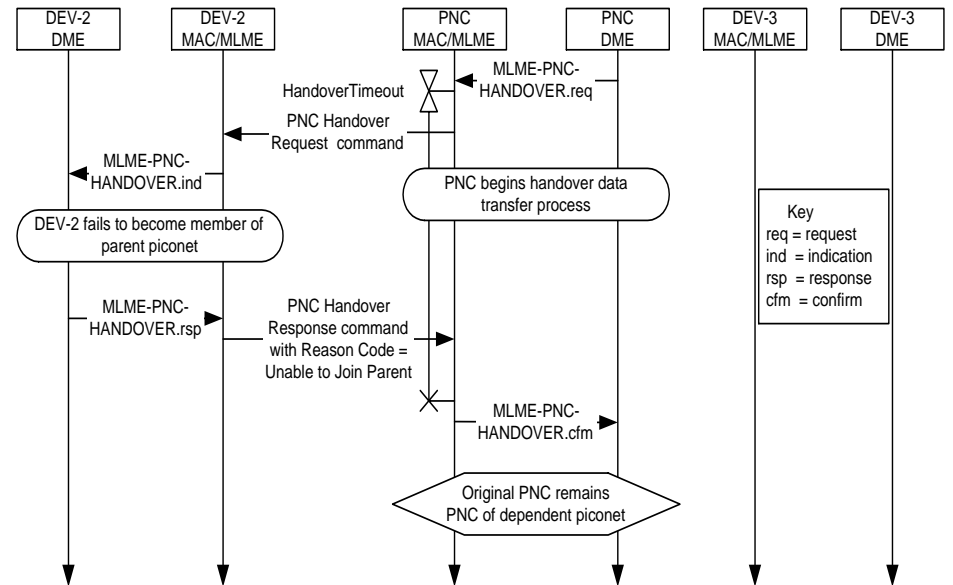 DEV-2
DME
DEV-2
MAC/MLME
PNC
MAC/MLME
PNC
DME
DEV-3
MAC/MLME
DEV-3
DME
MLME-PNC-
HANDOVER.req
HandoverTimeout
PNC Handover
Request command
MLME-PNC-
HANDOVER.ind
PNC begins handover data
transfer process
DEV-2 fails to become member of
parent piconet
Key
req = request
ind = indication
rsp = response
cfm = confirm
MLME-PNC-
HANDOVER.rsp
PNC Handover
Response command
with Reason Code =
Unable to Join Parent
MLME-PNC-
HANDOVER.cfm
Original PNC remains
PNC of dependent piconet